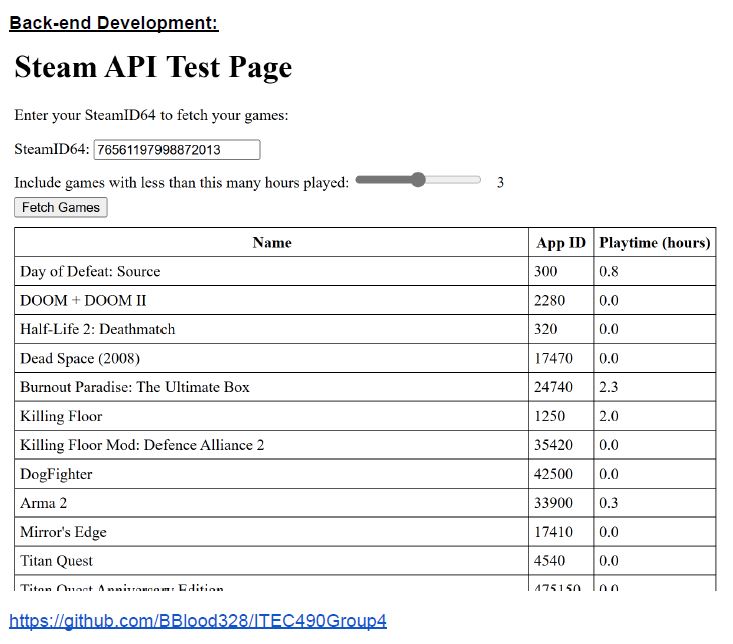 Back-end Development:
Steam API Test Page
Enter your SteamID64 to fetch your games:
SteamID64: 76561197998872013
Include games with less than this many hours played: 3
Fetch Games
Name App ID Playtime (hours)
Day of Defeat: Source 300 0.8
DOOM + DOOM II 2280 0.0
Half-Life 2: Deathmatch 320 0.0
Dead Space (2008) 17470 0.0
Burnout Paradise: The Ultimate Box 24740 2.3
Killing Floor 1250 2.0
Killing Floor Mod: Defence Alliance 2 35420 0.0
DogFighter 42500 0.0
Arma 2 33900 0.3
Mirror's Edge 17410 0.0
Titan Quest 4540 0.0
Titan Quest Anniversary Edition 475150 0.0
https://github.com/BBlood328/ITEC490Group4